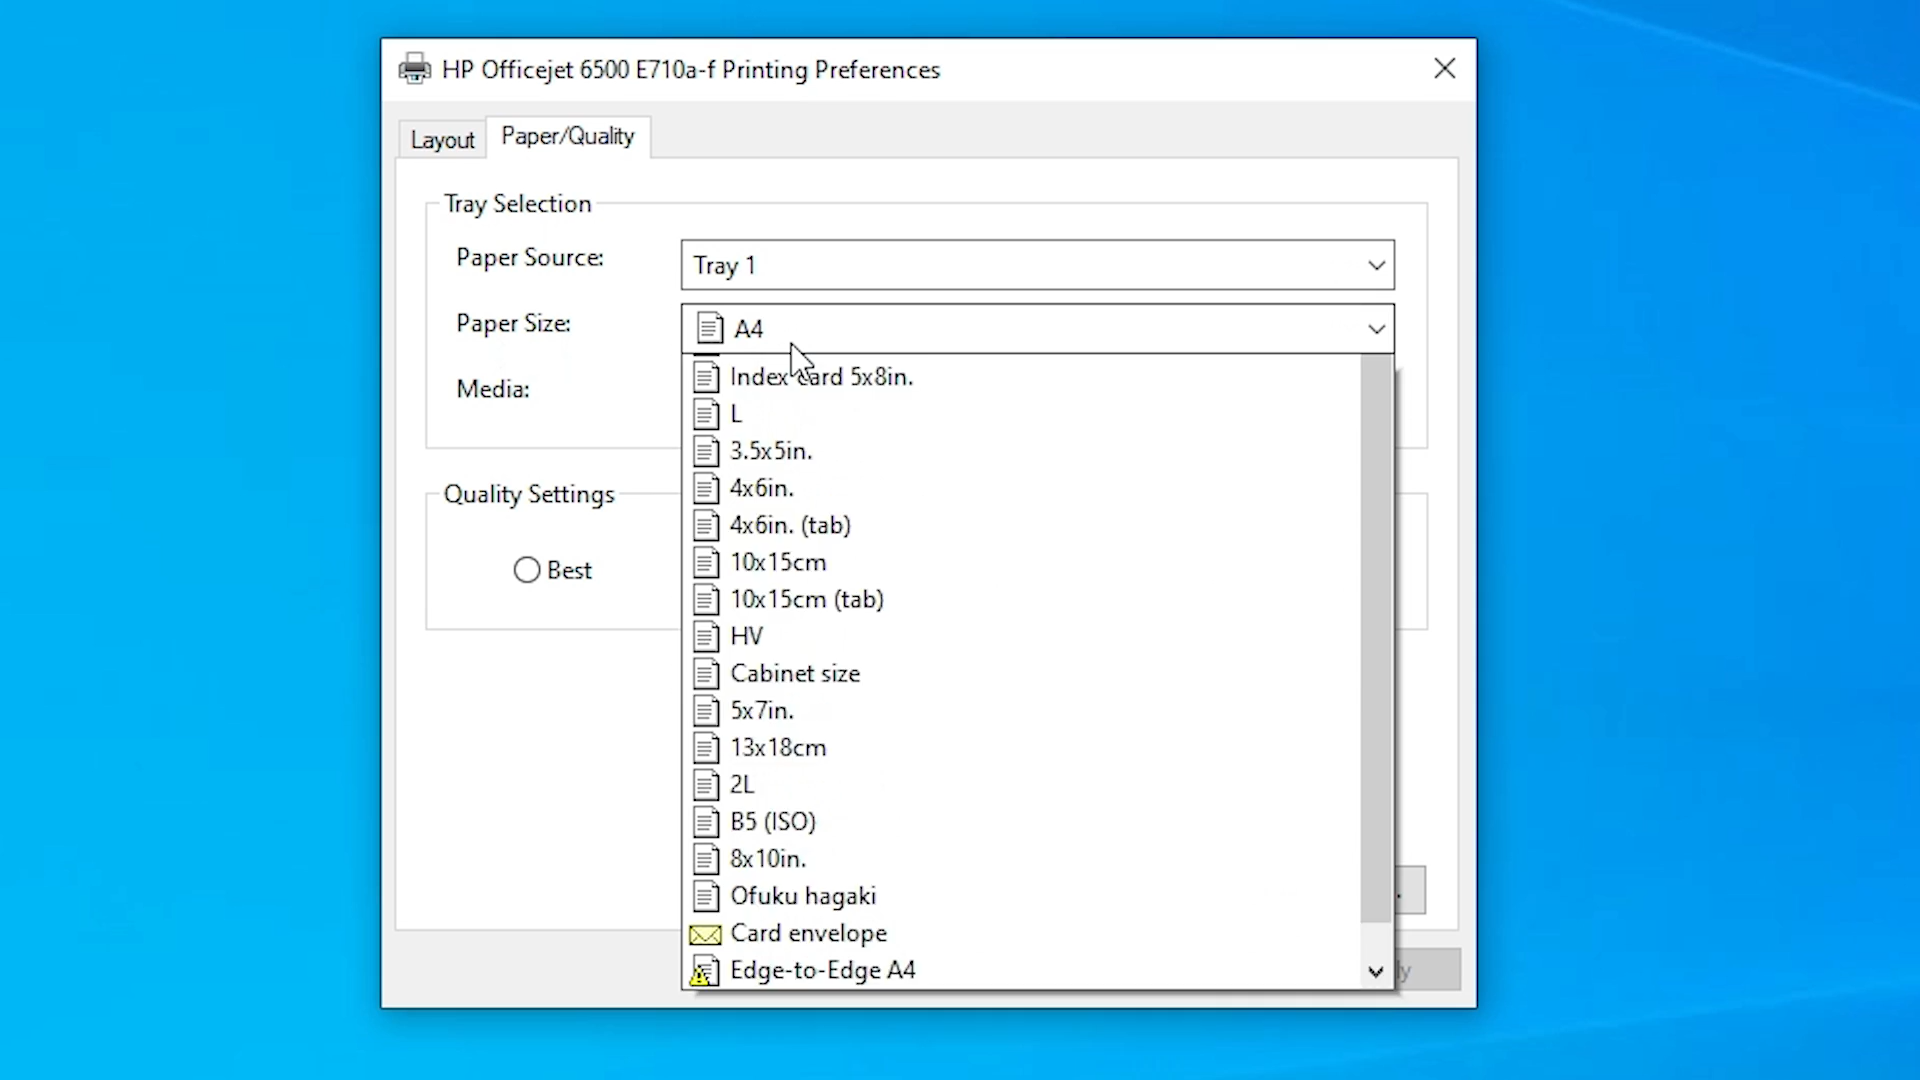 HP Officejet 6500 E710a-f Printing Preferences
Layout
Paper/Quality
Tray Selection
Paper Source:
Tray 1
Paper Size:
A4
Media:
Index card 5x8in.
L
3.5x5in.
4x6in.
4x6in. (tab)
10x15cm
10x15cm (tab)
HV
Cabinet size
5x7in.
13x18cm
2L
B5 (ISO)
8x10in.
Ofuku hagaki
Card envelope
Edge-to-Edge A4
Quality Settings
Best